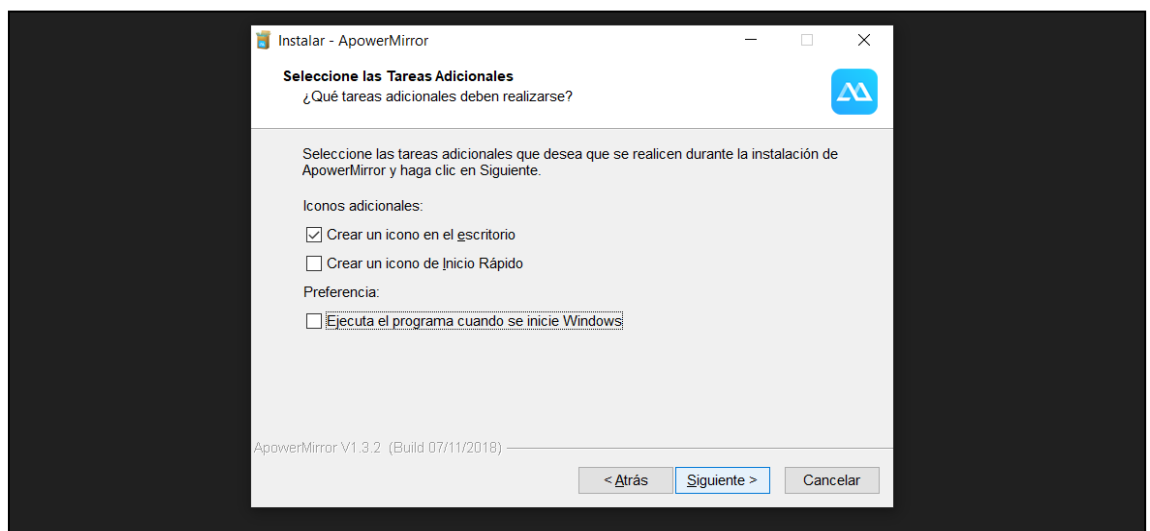 Instalar - ApowerMirror
Seleccione las Tareas Adicionales
¿Qué tareas adicionales deben realizarse?
Seleccione las tareas adicionales que desea que se realicen durante la instalación de
ApowerMirror y haga clic en Siguiente.
Iconos adicionales:
Crear un icono en el escritorio
Crear un icono de Inicio Rápido
Preferencia:
Ejecuta el programa cuando se inicie Windows
ApowerMirror V1.3.2 (Build 07/11/2018)
< Atrás Siguiente > Cancelar